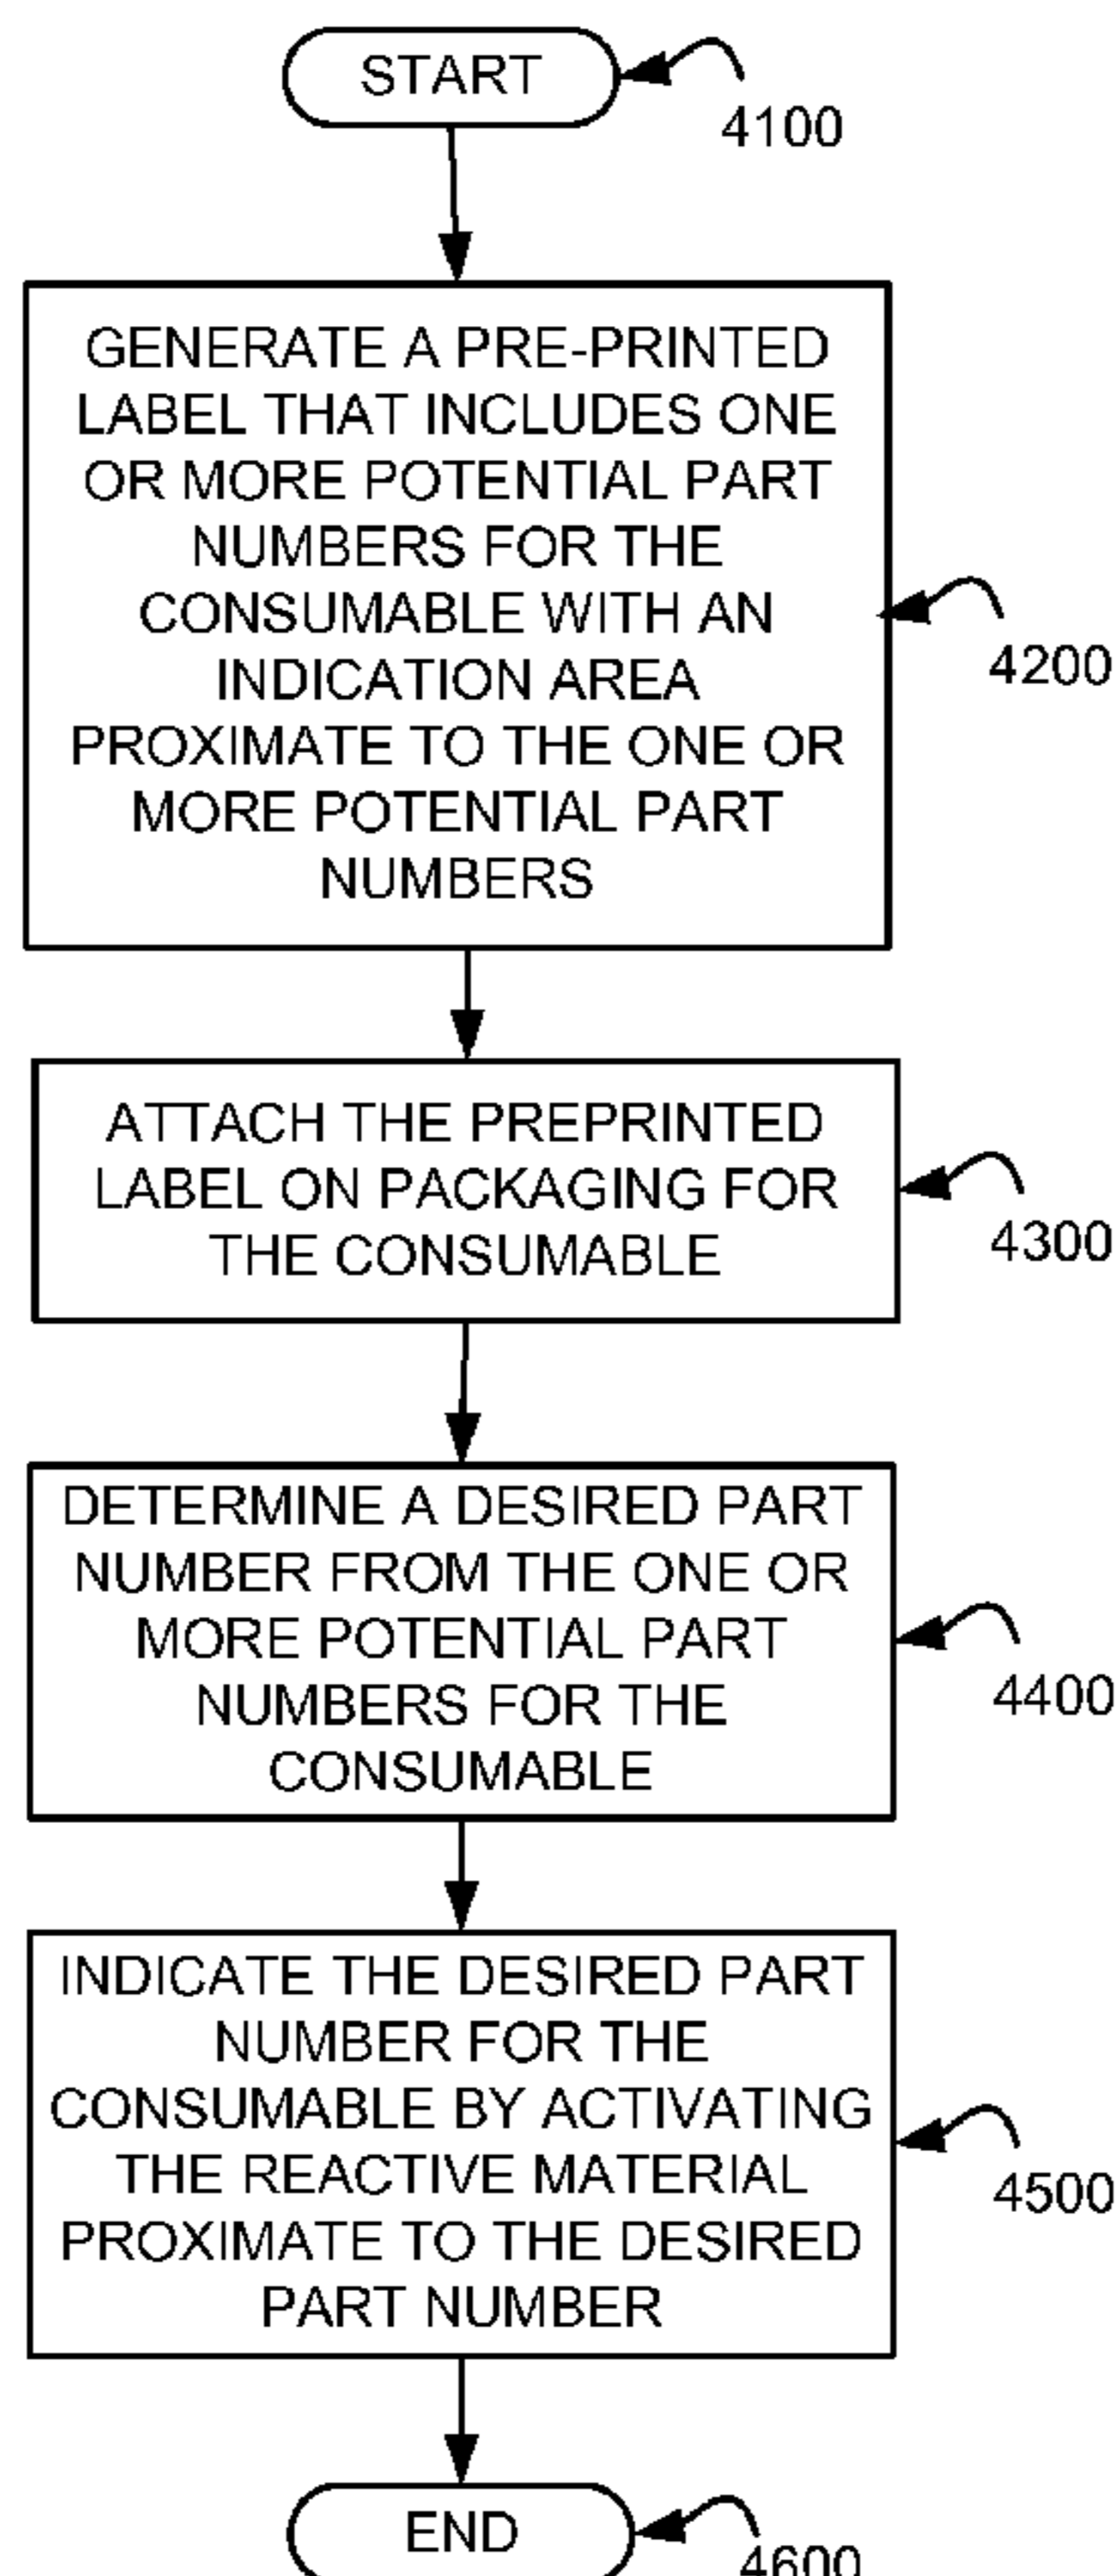 START
4100
GENERATE A PRE-PRINTED
LABEL THAT INCLUDES ONE
OR MORE POTENTIAL PART
NUMBERS FOR THE
CONSUMABLE WITH AN
INDICATION AREA
PROXIMATE TO THE ONE OR
MORE POTENTIAL PART
NUMBERS
4200
ATTACH THE PREPRINTED
LABEL ON PACKAGING FOR
THE CONSUMABLE
4300
DETERMINE A DESIRED PART
NUMBER FROM THE ONE OR
MORE POTENTIAL PART
NUMBERS FOR THE
CONSUMABLE
4400
INDICATE THE DESIRED PART
NUMBER FOR THE
CONSUMABLE BY ACTIVATING
THE REACTIVE MATERIAL
PROXIMATE TO THE DESIRED
PART NUMBER
4500
END
4600